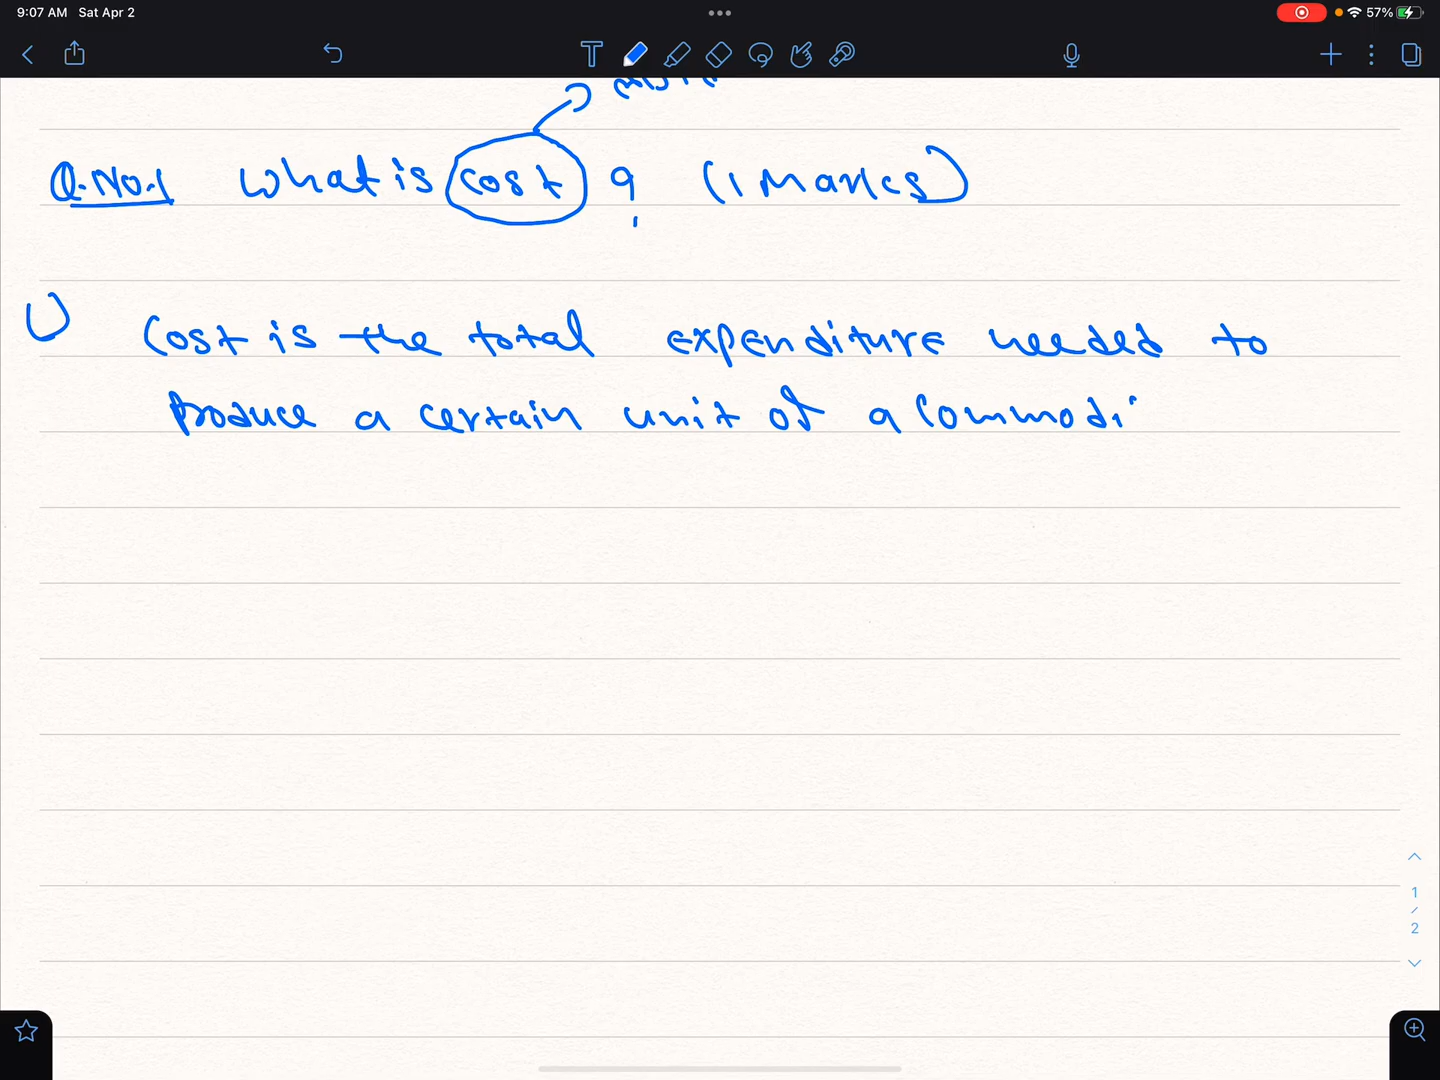 9:07 AM Sat Apr 2
57%
Q.No.1 what is cost ? (1 Marks)
Cost is the total expenditure needed to
produce a certain unit of a commodi
1
/
2